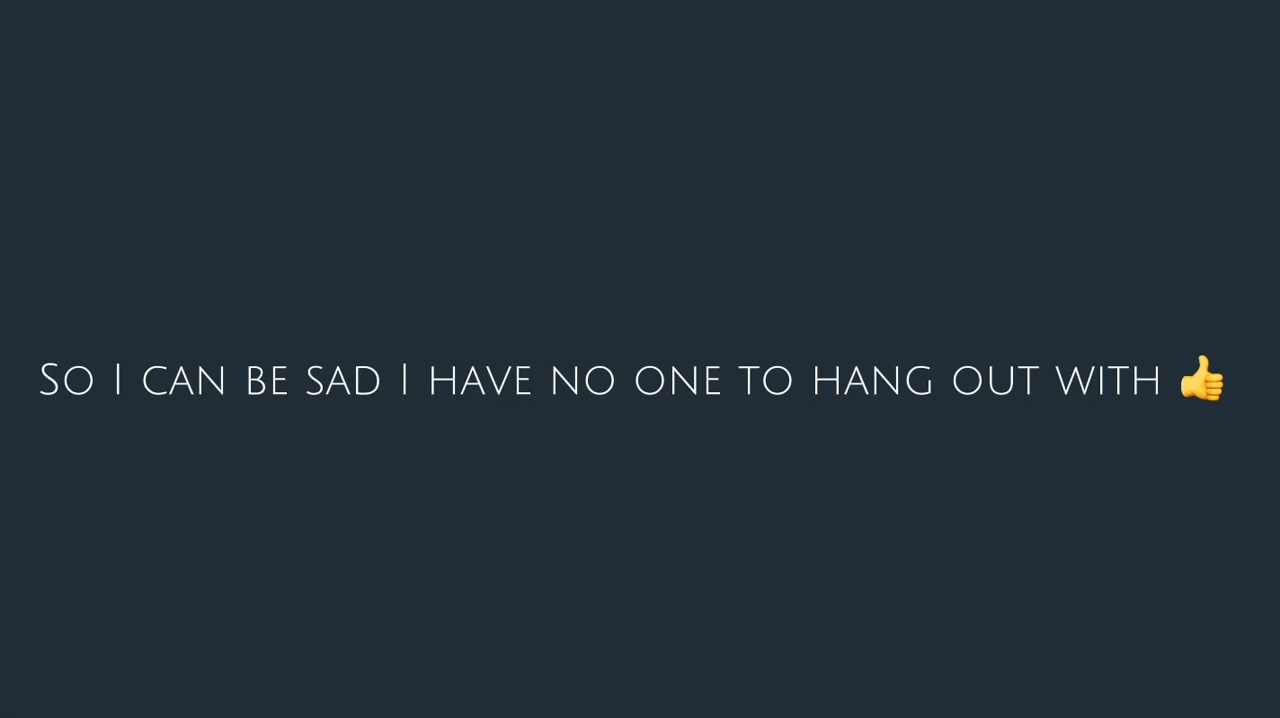 So I can be sad I have no one to hang out with 👍